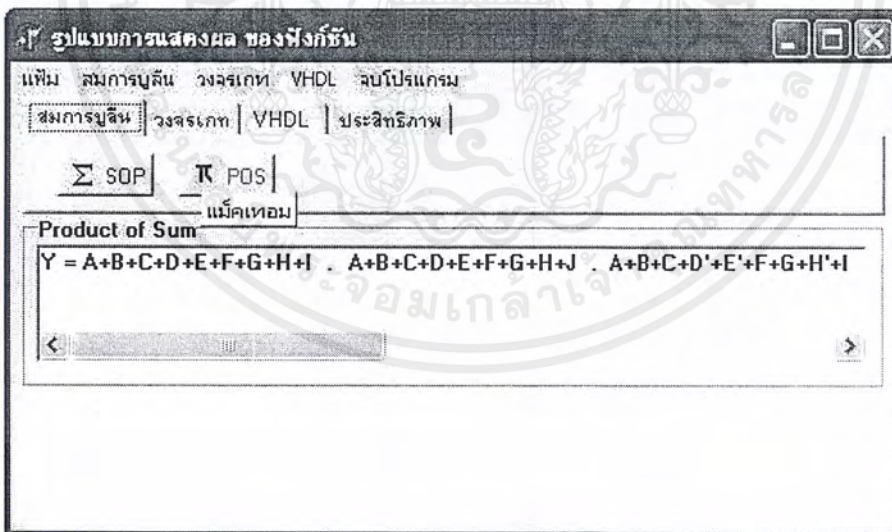 รูปแบบการแสดงผล ของฟังก์ชัน
แฟ้ม สมการบูลีน วงจรเกท VHDL จบโปรแกรม
สมการบูลีน วงจรเกท VHDL ประสิทธิภาพ
Σ SOP π POS
แม็คเทอม
Product of Sum
Y = A+B+C+D+E+F+G+H+I . A+B+C+D+E+F+G+H+J . A+B+C+D'+E'+F+G+H'+I